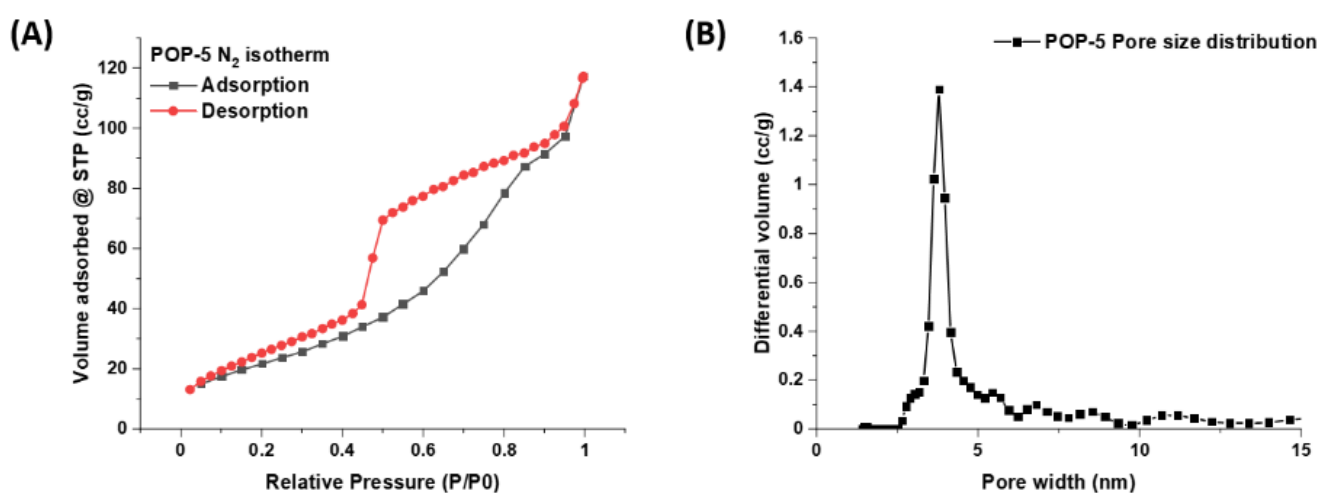 (A)
POP-5 N₂ isotherm
Adsorption
Desorption
120
100
80
60
40
20
0
Volume adsorbed @ STP (cc/g)
0 0.2 0.4 0.6 0.8 1
Relative Pressure (P/P0)
(B)
POP-5 Pore size distribution
1.6
1.4
1.2
1
0.8
0.6
0.4
0.2
0
Differential volume (cc/g)
0 5 10 15
Pore width (nm)